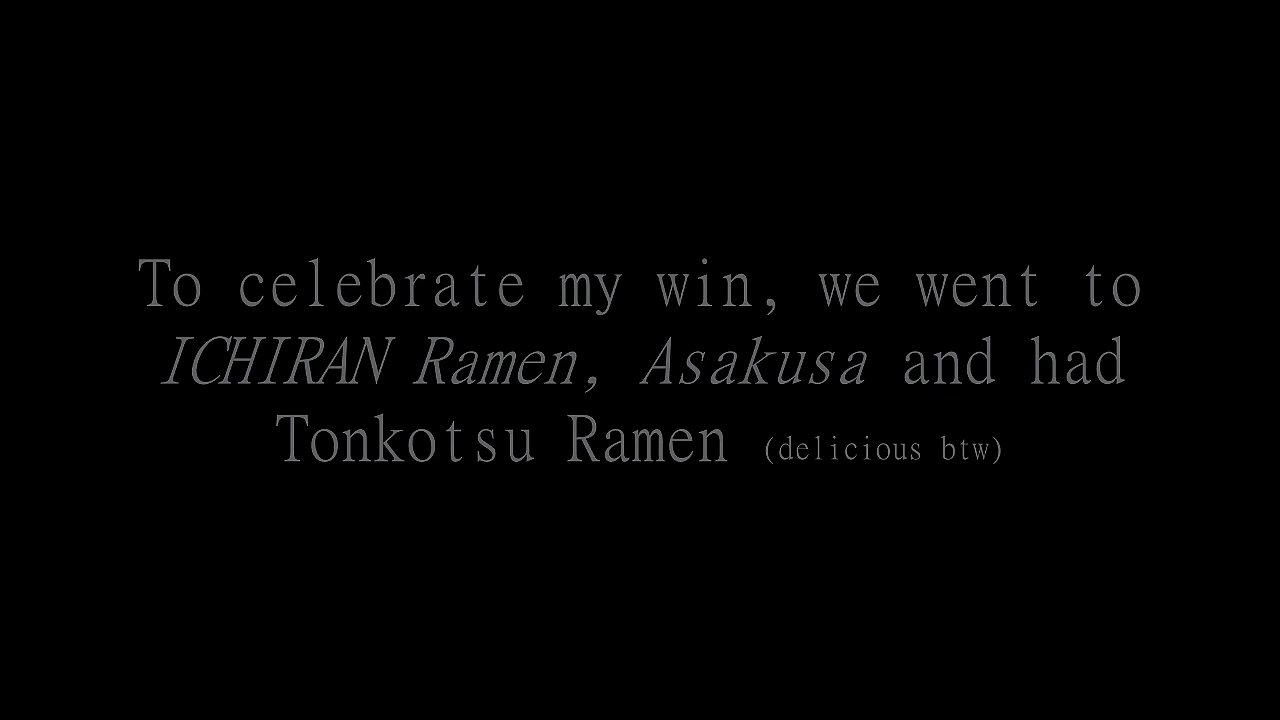 To celebrate my win, we went to
ICHIRAN Ramen, Asakusa and had
Tonkotsu Ramen (delicious btw)